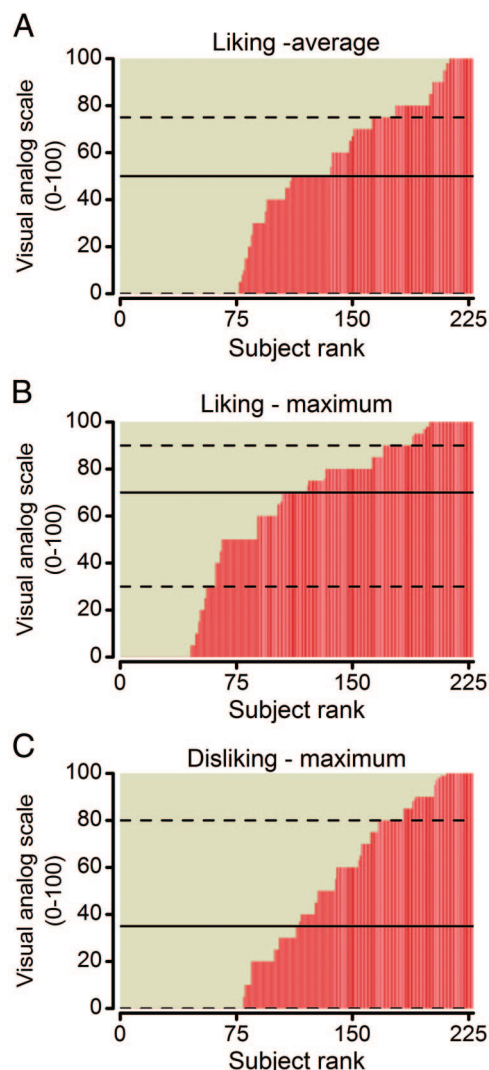 A
Liking -average
100
80
60
40
20
0
Visual analog scale
(0-100)
0 75 150 225
Subject rank
B
Liking - maximum
100
80
60
40
20
0
Visual analog scale
(0-100)
0 75 150 225
Subject rank
C
Disliking - maximum
100
80
60
40
20
0
Visual analog scale
(0-100)
0 75 150 225
Subject rank